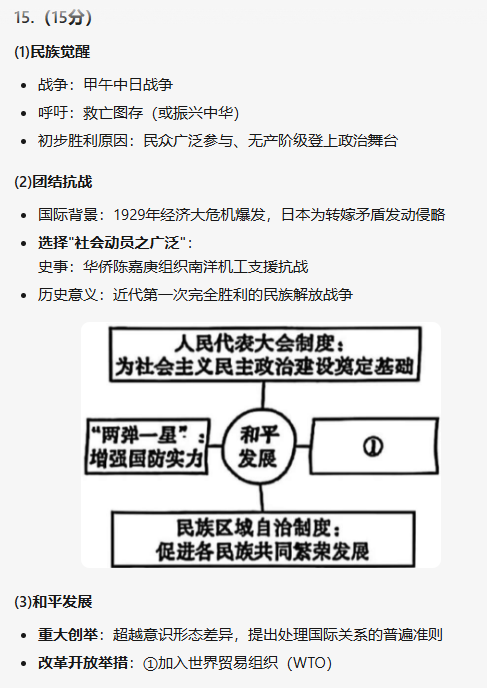 15.（15分）
(1)民族觉醒
战争：甲午中日战争
呼吁：救亡图存（或振兴中华）
初步胜利原因：民众广泛参与、无产阶级登上政治舞台
(2)团结抗战
国际背景：1929年经济大危机爆发，日本为转嫁矛盾发动侵略
选择"社会动员之广泛"：
史事：华侨陈嘉庚组织南洋机工支援抗战
历史意义：近代第一次完全胜利的民族解放战争
人民代表大会制度：
为社会主义民主政治建设奠定基础
“两弹一星”：
增强国防实力
和平
发展
①
民族区域自治制度：
促进各民族共同繁荣发展
(3)和平发展
重大创举：超越意识形态差异，提出处理国际关系的普遍准则
改革开放举措：①加入世界贸易组织（WTO）